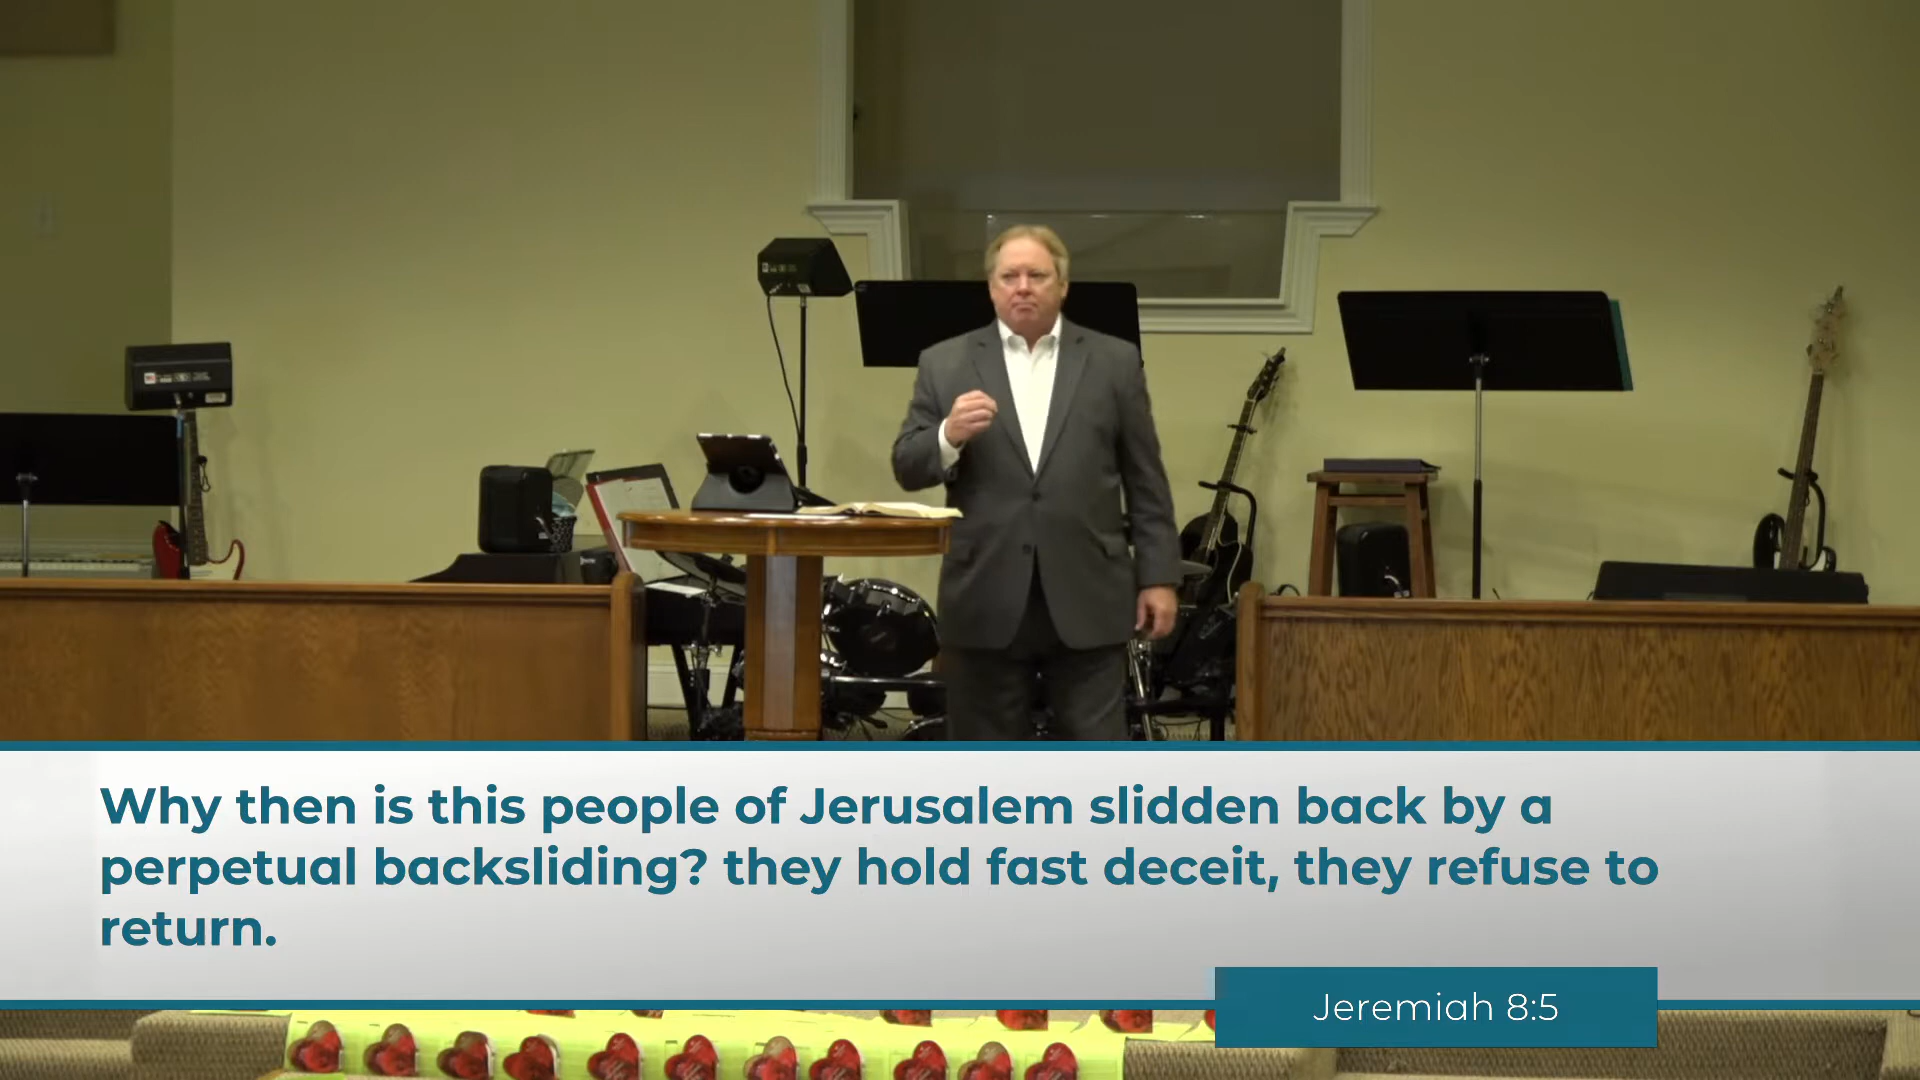 Why then is this people of Jerusalem slidden back by a
perpetual backsliding? they hold fast deceit, they refuse to
return.
Jeremiah 8:5